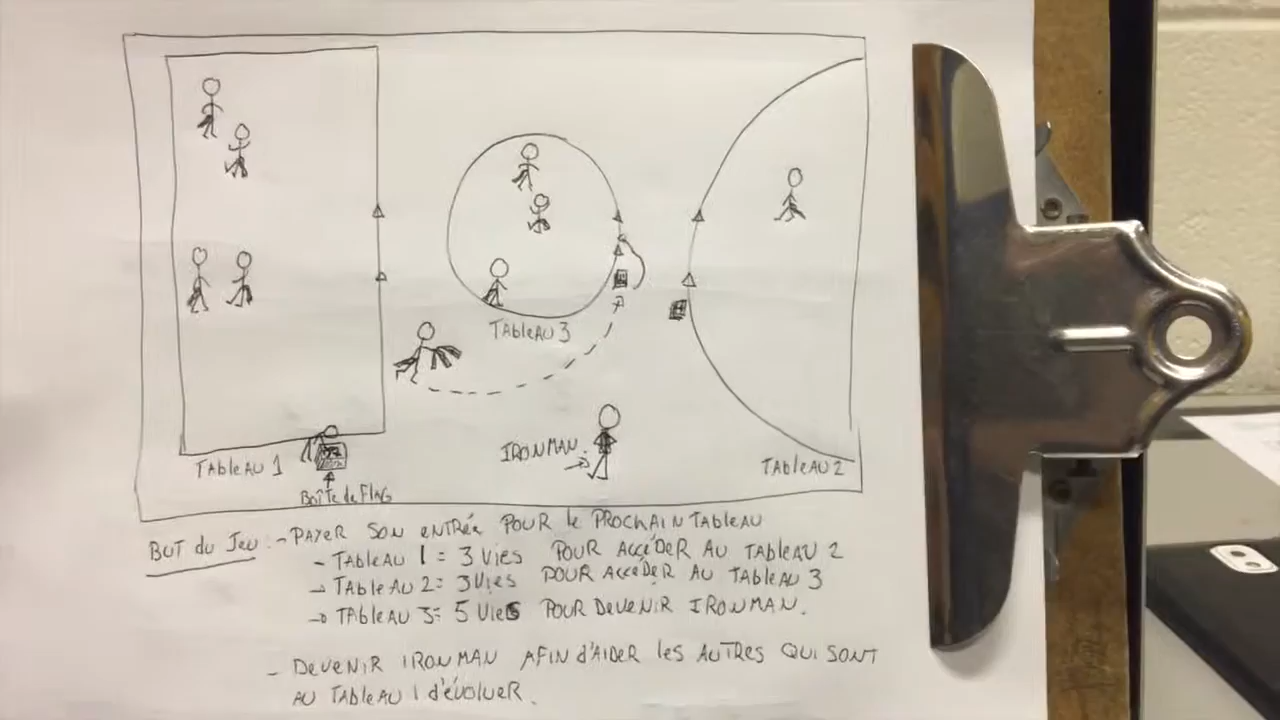 TABLEAU 3
IRONMAN
TABLEAU 1
TABLEAU 2
BOÎTE de FLAG
BUT du JEU : - PAYER SON ENTRÉE POUR le PROCHAIN TABLEAU
- TABLEAU 1 = 3 VIES POUR ACCÉDER AU TABLEAU 2
→ TABLEAU 2 = 3 VIES POUR ACCÉDER AU TABLEAU 3
→ TABLEAU 3 = 5 VIES POUR DEVENIR IRONMAN.
- DEVENIR IRONMAN AFIN d'AIDER les AUTRES QUI SONT
AU TABLEAU 1 d'ÉVOLUER.